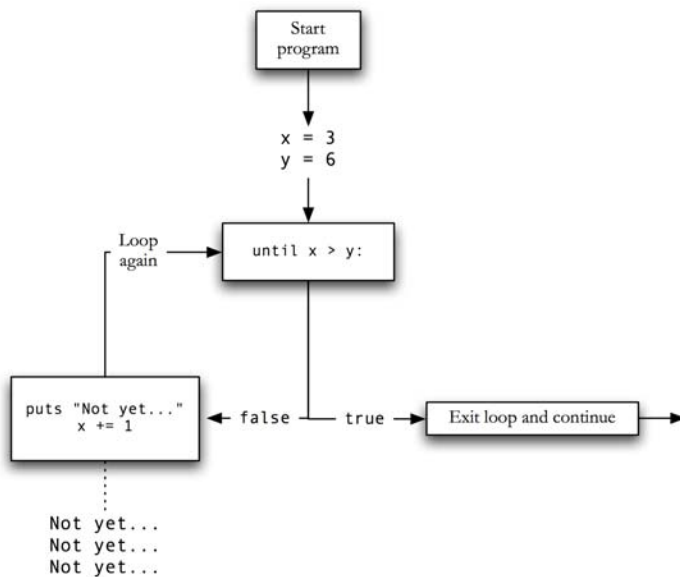 Start
program
x = 3
y = 6
Loop
again
until x > y:
puts "Not yet..."
x += 1
false
true
Exit loop and continue
Not yet...
Not yet...
Not yet...